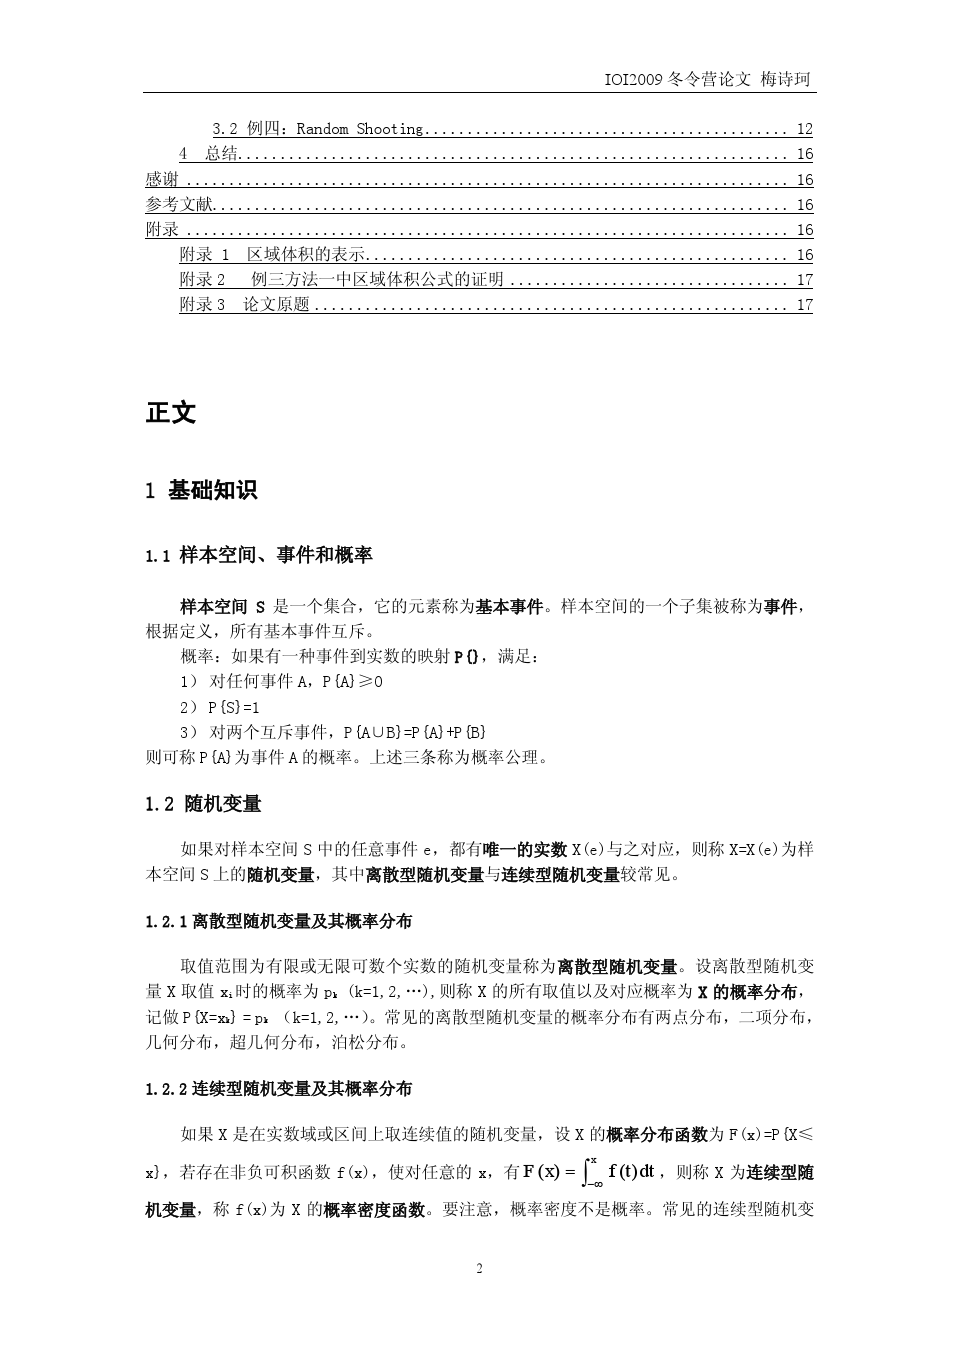 IOI2009 冬令营论文 梅诗珂
3.2 例四：Random Shooting........................................... 12
4 总结................................................................. 16
感谢 ....................................................................... 16
参考文献.................................................................... 16
附录 ....................................................................... 16
附录 1 区域体积的表示.................................................. 16
附录 2 例三方法一中区域体积公式的证明 ................................. 17
附录 3 论文原题 ........................................................ 17
正文
1 基础知识
1.1 样本空间、事件和概率
样本空间 S 是一个集合，它的元素称为基本事件。样本空间的一个子集被称为事件，
根据定义，所有基本事件互斥。
概率：如果有一种事件到实数的映射 P{}，满足：
1） 对任何事件 A，P{A}≥0
2） P{S}=1
3） 对两个互斥事件，P{A∪B}=P{A}+P{B}
则可称 P{A}为事件 A 的概率。上述三条称为概率公理。
1.2 随机变量
如果对样本空间 S 中的任意事件 e，都有唯一的实数 X(e)与之对应，则称 X=X(e)为样
本空间 S 上的随机变量，其中离散型随机变量与连续型随机变量较常见。
1.2.1 离散型随机变量及其概率分布
取值范围为有限或无限可数个实数的随机变量称为离散型随机变量。设离散型随机变
量 X 取值 xᵢ时的概率为 pₖ (k=1,2,…),则称 X 的所有取值以及对应概率为 X 的概率分布，
记做 P{X=xₖ} = pₖ （k=1,2,…）。常见的离散型随机变量的概率分布有两点分布，二项分布，
几何分布，超几何分布，泊松分布。
1.2.2 连续型随机变量及其概率分布
如果 X 是在实数域或区间上取连续值的随机变量，设 X 的概率分布函数为 F(x)=P{X≤
x}，若存在非负可积函数 f(x)，使对任意的 x，有 F(x) = ∫_{-∞}^{x} f(t)dt，则称 X 为连续型随
机变量，称 f(x)为 X 的概率密度函数。要注意，概率密度不是概率。常见的连续型随机变
2